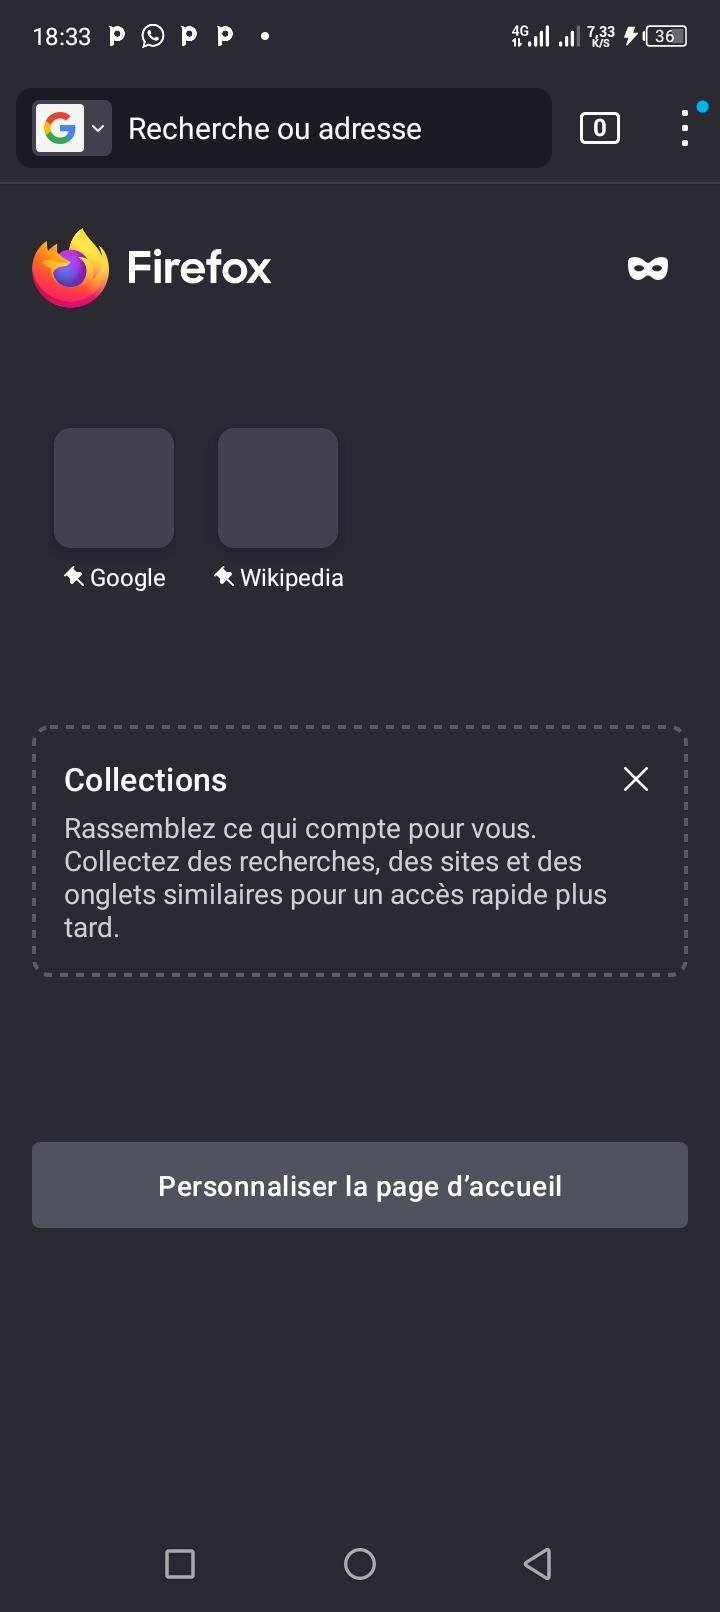 18:33
4G
7,33
K/S
36
Recherche ou adresse
0
Firefox
Google
Wikipedia
Collections
Rassemblez ce qui compte pour vous.
Collectez des recherches, des sites et des
onglets similaires pour un accès rapide plus
tard.
Personnaliser la page d’accueil